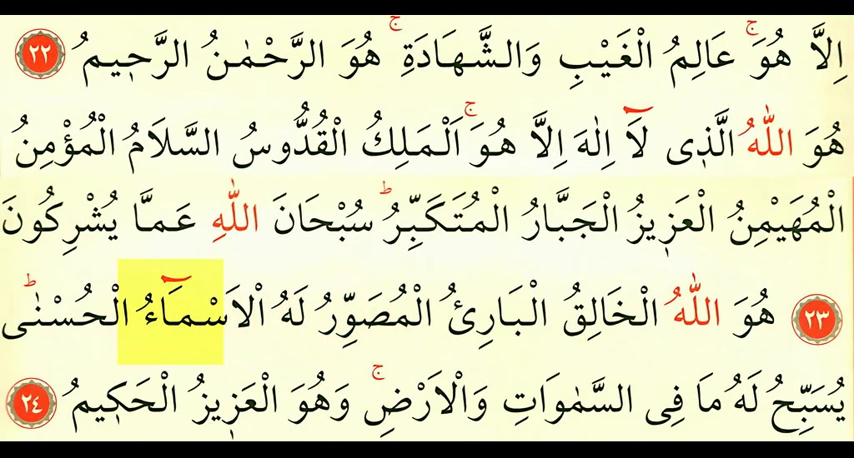 اِلَّا هُوَۚ عَالِمُ الْغَيْبِ وَالشَّهَادَةِۚ هُوَ الرَّحْمٰنُ الرَّحٖيمُ ٢٢
هُوَ اللّٰهُ الَّذٖى لَٓا اِلٰهَ اِلَّا هُوَۚ اَلْمَلِكُ الْقُدُّوسُ السَّلَامُ الْمُؤْمِنُ
الْمُهَيْمِنُ الْعَزٖيزُ الْجَبَّارُ الْمُتَكَبِّرُؕ سُبْحَانَ اللّٰهِ عَمَّا يُشْرِكُونَ
٢٣ هُوَ اللّٰهُ الْخَالِقُ الْبَارِئُ الْمُصَوِّرُ لَهُ الْاَسْمَٓاءُ الْحُسْنٰىؕ
يُسَبِّحُ لَهُ مَا فِى السَّمٰوَاتِ وَالْاَرْضِۚ وَهُوَ الْعَزٖيزُ الْحَكٖيمُ ٢٤